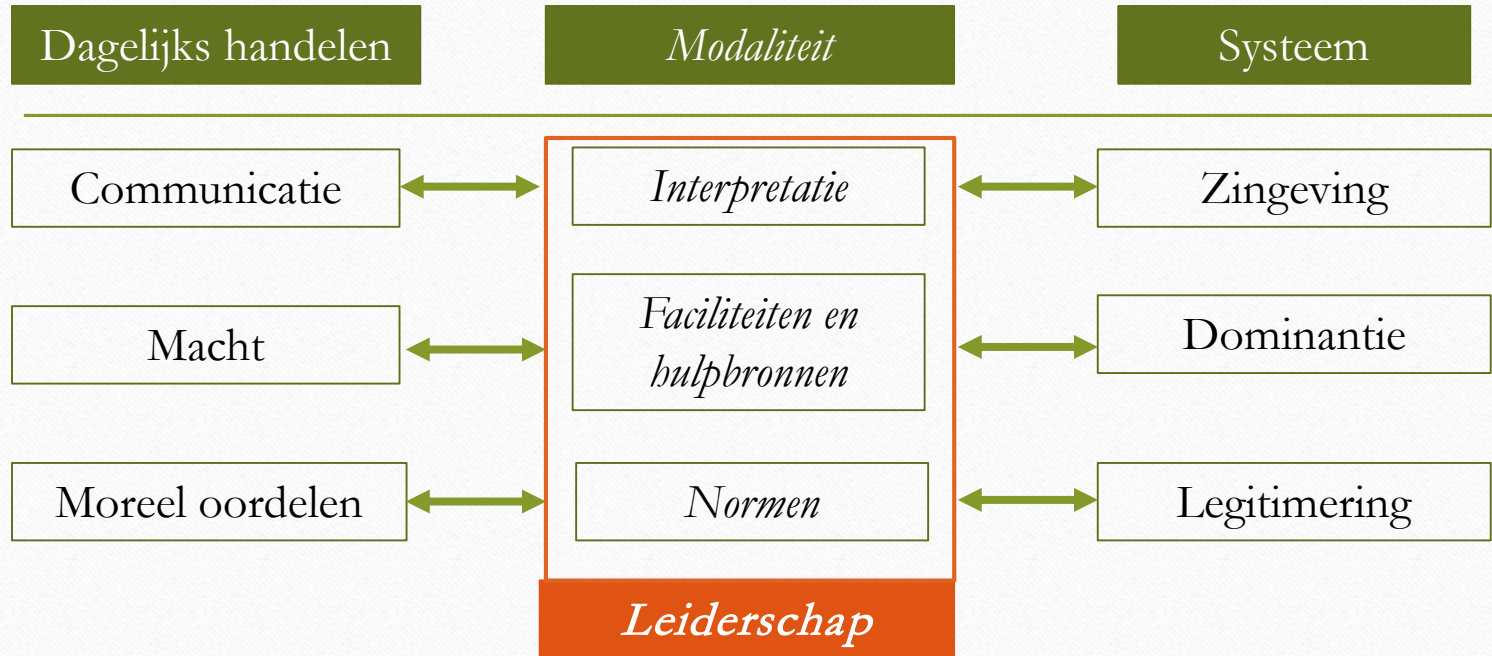 Dagelijks handelen
Modaliteit
Systeem
Communicatie
Interpretatie
Zingeving
Macht
Faciliteiten en
hulpbronnen
Dominantie
Moreel oordelen
Normen
Legitimering
Leiderschap